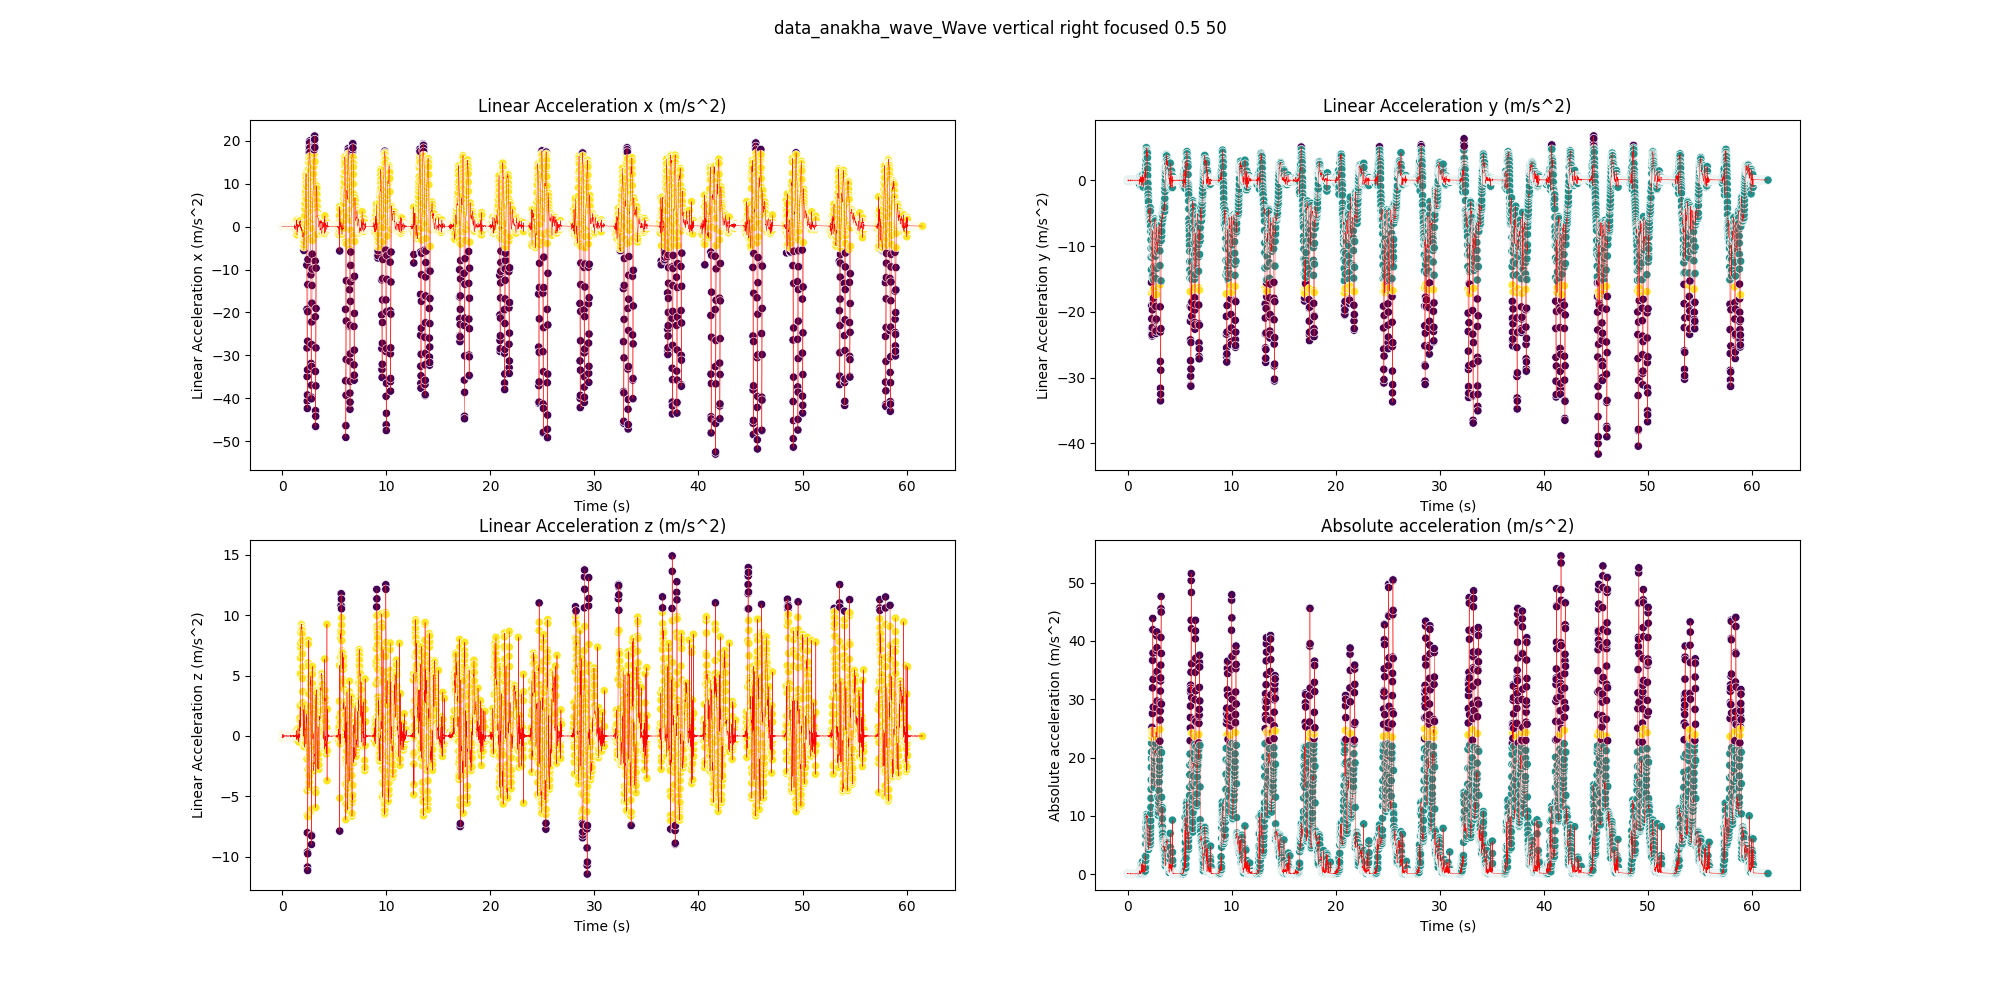 data_anakha_wave_Wave vertical right focused 0.5 50
Linear Acceleration x (m/s^2)
Linear Acceleration x (m/s^2)
20
10
0
−10
−20
−30
−40
−50
0 10 20 30 40 50 60
Time (s)
Linear Acceleration y (m/s^2)
Linear Acceleration y (m/s^2)
0
−10
−20
−30
−40
0 10 20 30 40 50 60
Time (s)
Linear Acceleration z (m/s^2)
Linear Acceleration z (m/s^2)
15
10
5
0
−5
−10
0 10 20 30 40 50 60
Time (s)
Absolute acceleration (m/s^2)
Absolute acceleration (m/s^2)
50
40
30
20
10
0
0 10 20 30 40 50 60
Time (s)